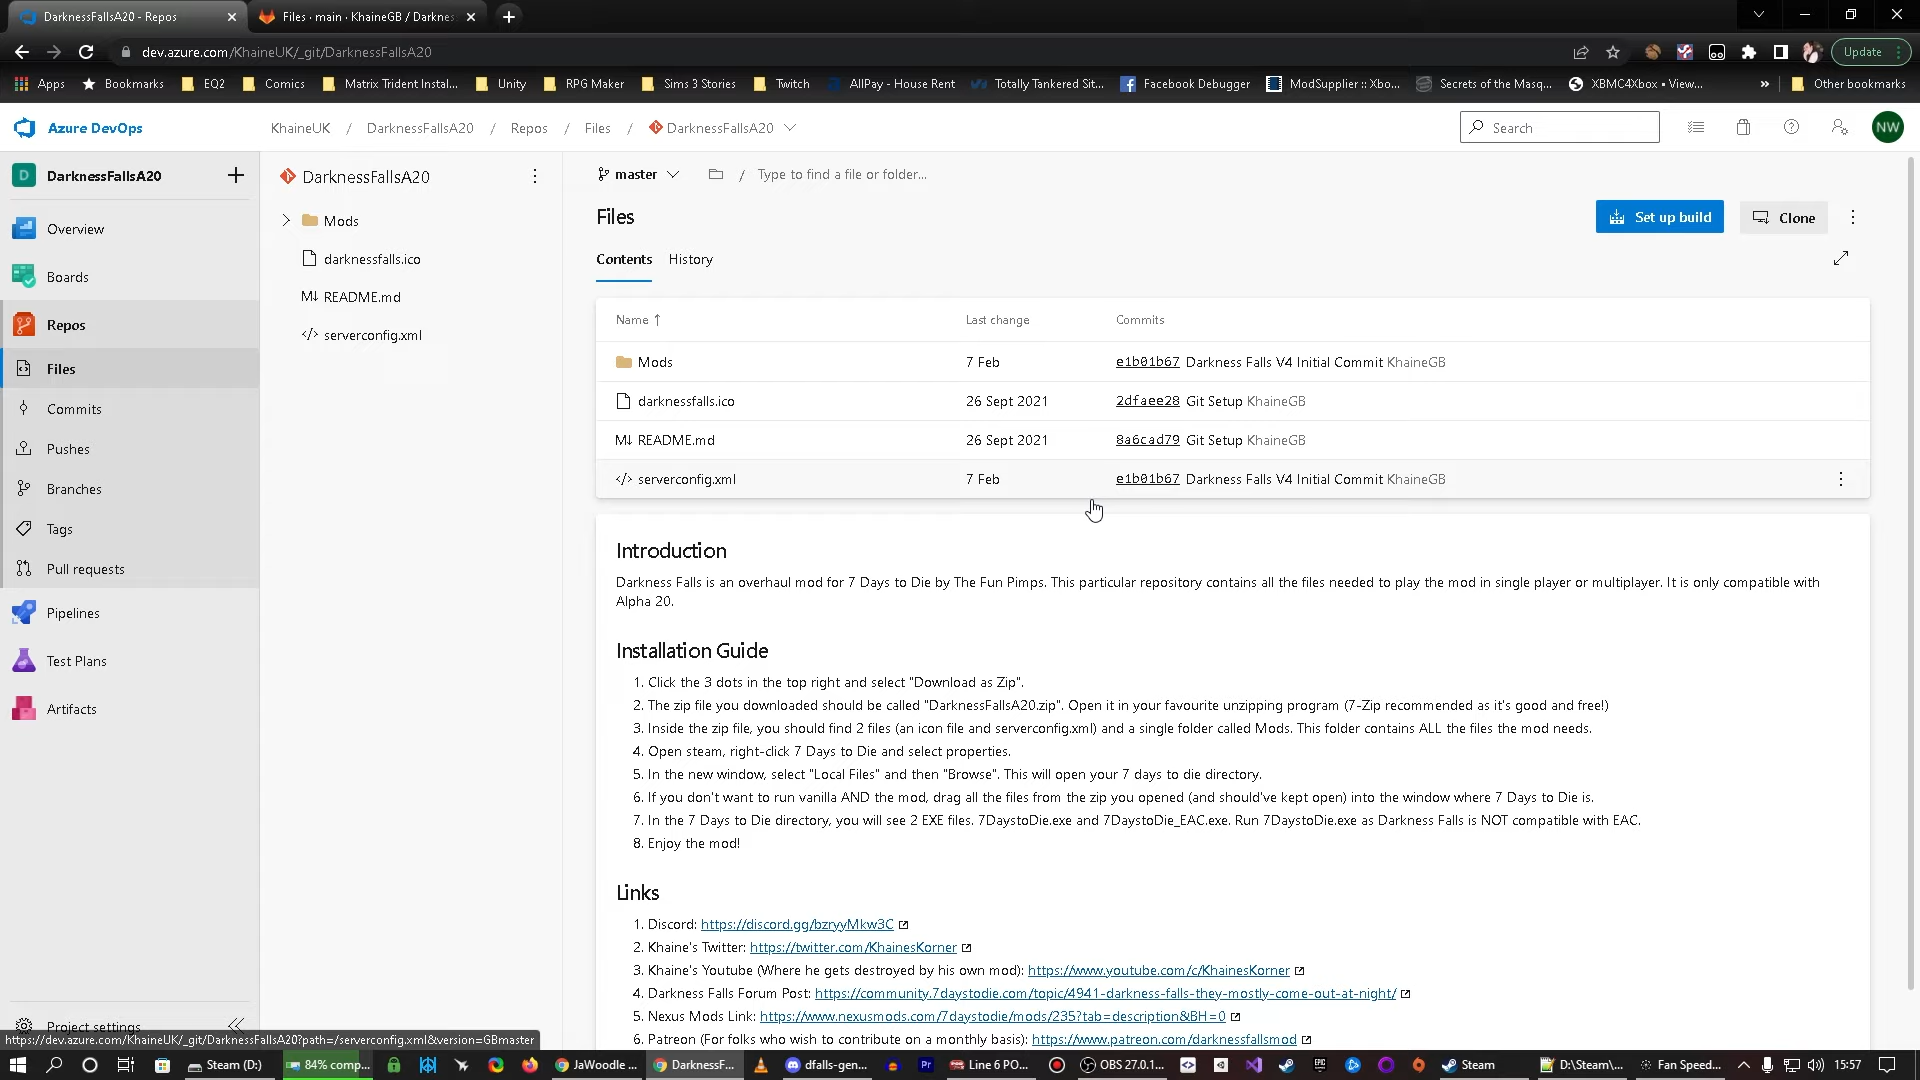 DarknessFallsA20 - Repos
Files · main · KhaineGB / Darknes
dev.azure.com/KhaineUK/_git/DarknessFallsA20
Update
Apps
Bookmarks
EQ2
Comics
Matrix Trident Instal...
Unity
RPG Maker
Sims 3 Stories
Twitch
AllPay - House Rent
Totally Tankered Sit...
Facebook Debugger
ModSupplier :: Xbo...
Secrets of the Masq...
XBMC4Xbox • View...
»
Other bookmarks
Azure DevOps
KhaineUK / DarknessFallsA20 / Repos / Files / DarknessFallsA20
Search
NW
D DarknessFallsA20
Overview
Boards
Repos
Files
Commits
Pushes
Branches
Tags
Pull requests
Pipelines
Test Plans
Artifacts
Project settings
https://dev.azure.com/KhaineUK/_git/DarknessFallsA20?path=/serverconfig.xml&version=GBmaster
DarknessFallsA20
Mods
darknessfalls.ico
M↓ README.md
</> serverconfig.xml
master
/ Type to find a file or folder...
Files
Set up build
Clone
Contents
History
Name ↑ Last change Commits
Mods 7 Feb e1b01b67 Darkness Falls V4 Initial Commit KhaineGB
darknessfalls.ico 26 Sept 2021 2dfaee28 Git Setup KhaineGB
M↓ README.md 26 Sept 2021 8a6cad79 Git Setup KhaineGB
</> serverconfig.xml 7 Feb e1b01b67 Darkness Falls V4 Initial Commit KhaineGB
Introduction
Darkness Falls is an overhaul mod for 7 Days to Die by The Fun Pimps. This particular repository contains all the files needed to play the mod in single player or multiplayer. It is only compatible with
Alpha 20.
Installation Guide
1. Click the 3 dots in the top right and select "Download as Zip".
2. The zip file you downloaded should be called "DarknessFallsA20.zip". Open it in your favourite unzipping program (7-Zip recommended as it's good and free!)
3. Inside the zip file, you should find 2 files (an icon file and serverconfig.xml) and a single folder called Mods. This folder contains ALL the files the mod needs.
4. Open steam, right-click 7 Days to Die and select properties.
5. In the new window, select "Local Files" and then "Browse". This will open your 7 days to die directory.
6. If you don't want to run vanilla AND the mod, drag all the files from the zip you opened (and should've kept open) into the window where 7 Days to Die is.
7. In the 7 Days to Die directory, you will see 2 EXE files. 7DaystoDie.exe and 7DaystoDie_EAC.exe. Run 7DaystoDie.exe as Darkness Falls is NOT compatible with EAC.
8. Enjoy the mod!
Links
1. Discord: https://discord.gg/bzryyMkw3C
2. Khaine's Twitter: https://twitter.com/KhainesKorner
3. Khaine's Youtube (Where he gets destroyed by his own mod): https://www.youtube.com/c/KhainesKorner
4. Darkness Falls Forum Post: https://community.7daystodie.com/topic/4941-darkness-falls-they-mostly-come-out-at-night/
5. Nexus Mods Link: https://www.nexusmods.com/7daystodie/mods/235?tab=description&BH=0
6. Patreon (For folks who wish to contribute on a monthly basis): https://www.patreon.com/darknessfallsmod
Steam (D:)
84% comp...
JaWoodle ...
DarknessF...
dfalls-gen...
Pr
Line 6 PO...
OBS 27.0.1...
EPIC
Steam
D:\Steam\...
Fan Speed...
15:57